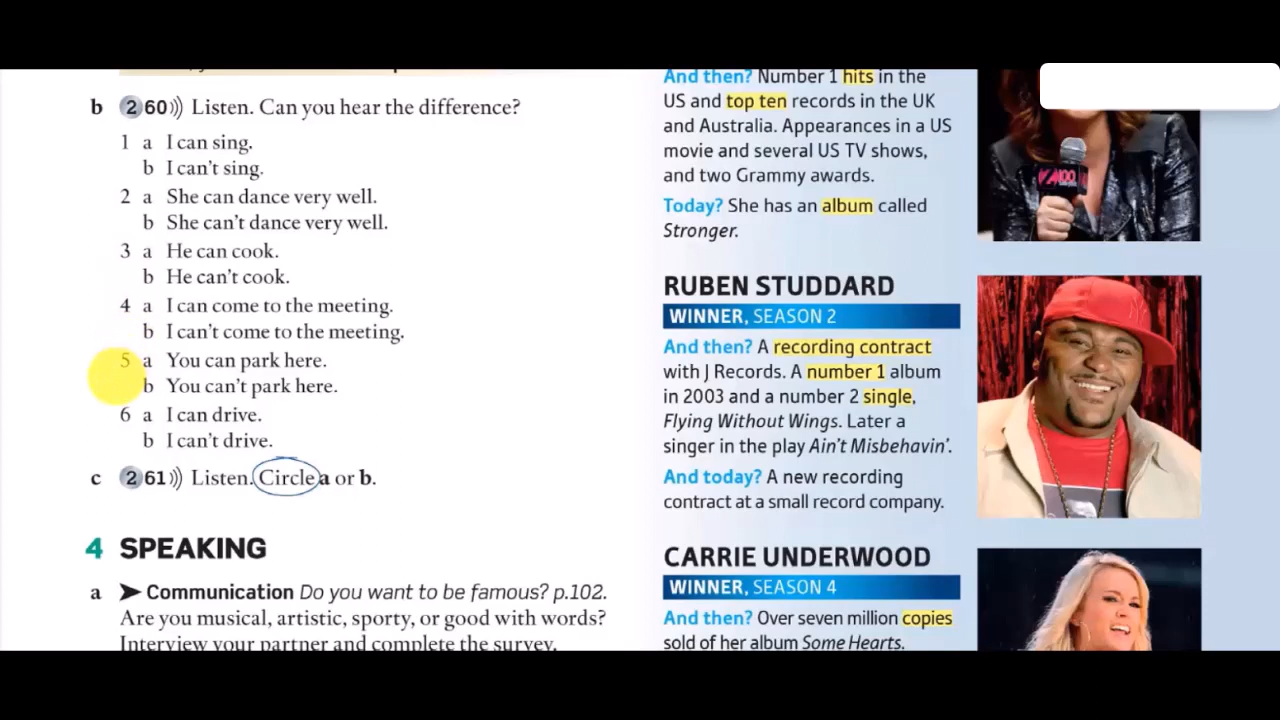 b 2 60 Listen. Can you hear the difference?
1 a I can sing.
b I can't sing.
2 a She can dance very well.
b She can't dance very well.
3 a He can cook.
b He can't cook.
4 a I can come to the meeting.
b I can't come to the meeting.
5 a You can park here.
b You can't park here.
6 a I can drive.
b I can't drive.
c 2 61 Listen. Circle a or b.
4 SPEAKING
a Communication Do you want to be famous? p.102.
Are you musical, artistic, sporty, or good with words?
Interview your partner and complete the survey.
And then? Number 1 hits in the
US and top ten records in the UK
and Australia. Appearances in a US
movie and several US TV shows,
and two Grammy awards.
Today? She has an album called
Stronger.
RUBEN STUDDARD
WINNER, SEASON 2
And then? A recording contract
with J Records. A number 1 album
in 2003 and a number 2 single,
Flying Without Wings. Later a
singer in the play Ain't Misbehavin'.
And today? A new recording
contract at a small record company.
CARRIE UNDERWOOD
WINNER, SEASON 4
And then? Over seven million copies
sold of her album Some Hearts.
Z100